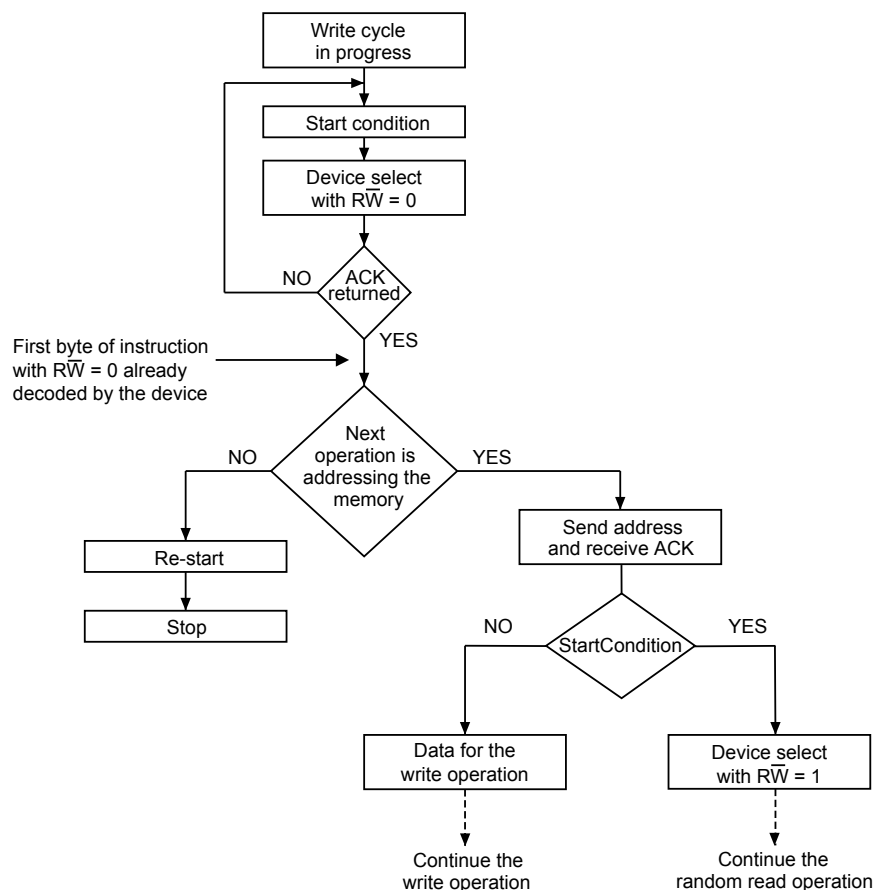 Write cycle
in progress
Start condition
Device select
with RW̅ = 0
NO
ACK
returned
YES
First byte of instruction
with RW̅ = 0 already
decoded by the device
NO
Next
operation is
addressing the
memory
YES
Send address
and receive ACK
Re-start
Stop
NO
StartCondition
YES
Data for the
write operation
Device select
with RW̅ = 1
Continue the
write operation
Continue the
random read operation